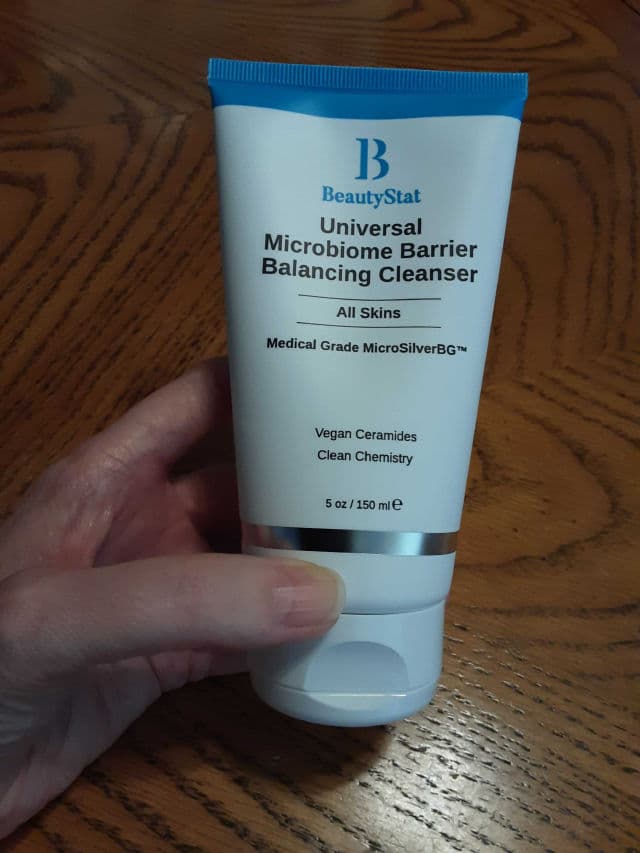 B
BeautyStat
Universal
Microbiome Barrier
Balancing Cleanser
All Skins
Medical Grade MicroSilverBG™
Vegan Ceramides
Clean Chemistry
5 oz / 150 ml ℮